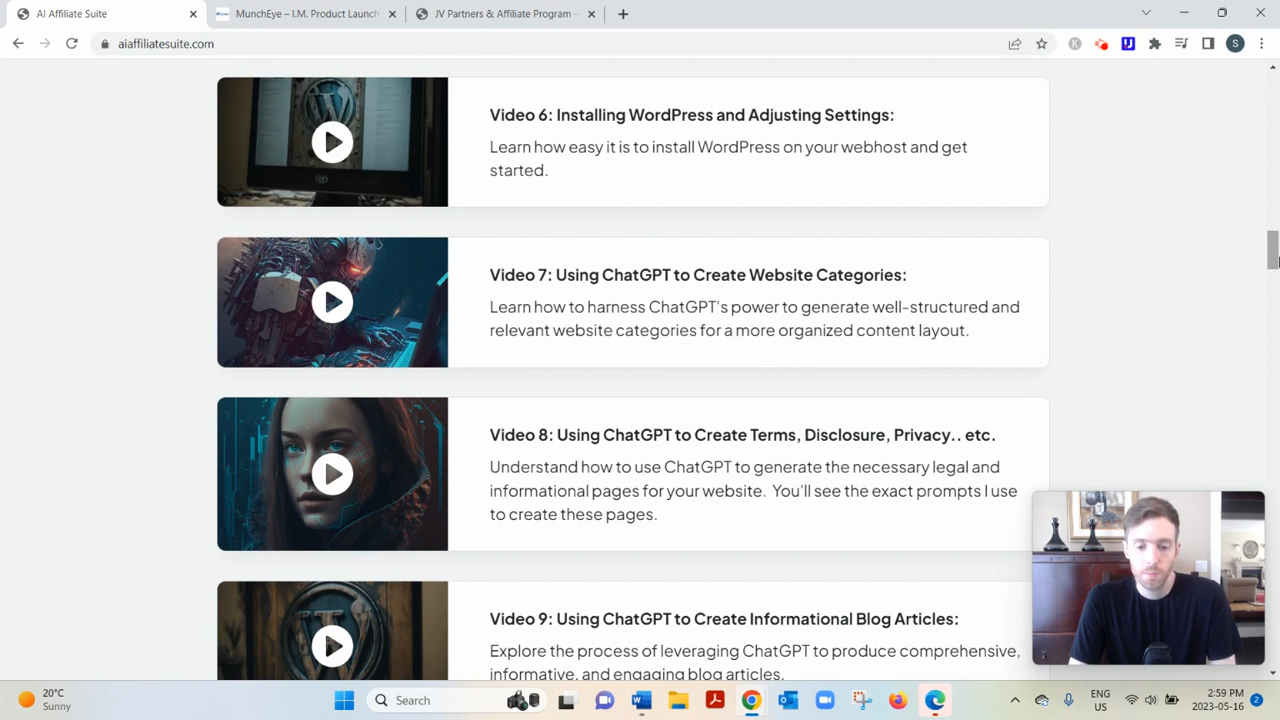 AI Affiliate Suite
MunchEye – I.M. Product Launch
JV Partners & Affiliate Program –
aiaffiliatesuite.com
S
Video 6: Installing WordPress and Adjusting Settings:
Learn how easy it is to install WordPress on your webhost and get
started.
Video 7: Using ChatGPT to Create Website Categories:
Learn how to harness ChatGPT's power to generate well-structured and
relevant website categories for a more organized content layout.
Video 8: Using ChatGPT to Create Terms, Disclosure, Privacy.. etc.
Understand how to use ChatGPT to generate the necessary legal and
informational pages for your website. You'll see the exact prompts I use
to create these pages.
Video 9: Using ChatGPT to Create Informational Blog Articles:
Explore the process of leveraging ChatGPT to produce comprehensive,
informative, and engaging blog articles.
20°C
Sunny
Search
ENG
US
2:59 PM
2023-05-16
2